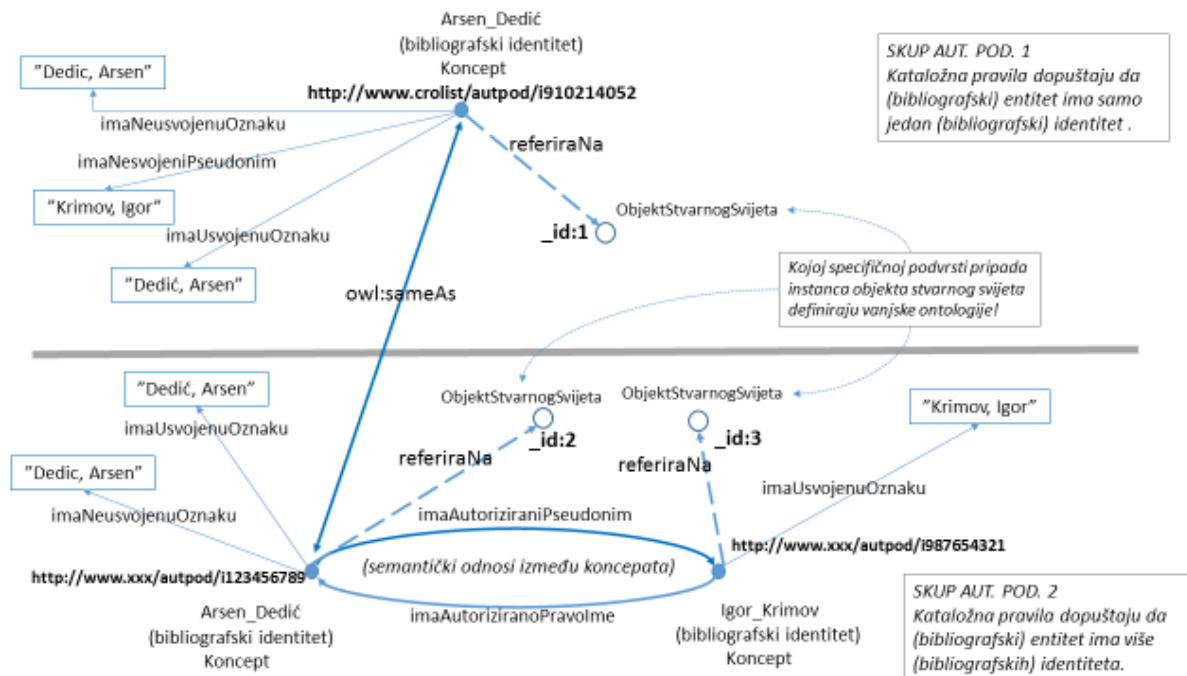 Arsen_Dedić
(bibliografski identitet)
Koncept
http://www.crolist/autpod/i910214052
"Dedic, Arsen"
imaNeusvojenuOznaku
imaNesvojeniPseudonim
"Krimov, Igor"
imaUsvojenuOznaku
"Dedić, Arsen"
referiraNa
ObjektStvarnogSvijeta
_id:1
owl:sameAs
SKUP AUT. POD. 1
Kataložna pravila dopuštaju da
(bibliografski) entitet ima samo
jedan (bibliografski) identitet .
Kojoj specifičnoj podvrsti pripada
instanca objekta stvarnog svijeta
definiraju vanjske ontologije!
"Dedić, Arsen"
imaUsvojenuOznaku
"Dedic, Arsen"
imaNeusvojenuOznaku
ObjektStvarnogSvijeta
_id:2
referiraNa
ObjektStvarnogSvijeta
_id:3
referiraNa
"Krimov, Igor"
imaUsvojenuOznaku
imaAutoriziraniPseudonim
(semantički odnosi između koncepata)
imaAutoriziranoPravoIme
http://www.xxx/autpod/i123456789
Arsen_Dedić
(bibliografski identitet)
Koncept
http://www.xxx/autpod/i987654321
Igor_Krimov
(bibliografski identitet)
Koncept
SKUP AUT. POD. 2
Kataložna pravila dopuštaju da
(bibliografski) entitet ima više
(bibliografskih) identiteta.